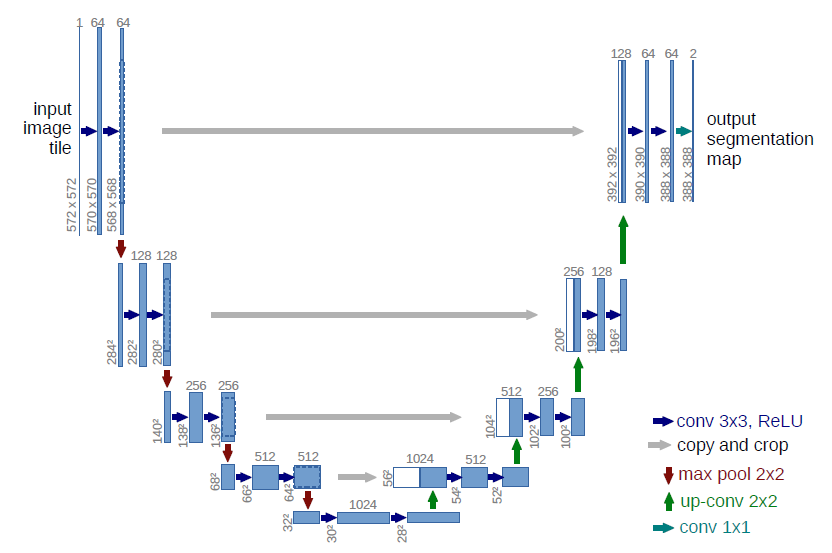 1 64 64
128
64 64 2
input
image
tile
output
segmentation
map
572 x 572
570 x 570
568 x 568
392 x 392
390 x 390
388 x 388
388 x 388
128 128
256 128
284²
282²
280²
200²
198²
196²
256 256
512 256
140²
138²
136²
104²
102²
100²
512 512
1024 512
68²
66²
64²
56²
54²
52²
1024
32²
30²
28²
conv 3x3, ReLU
copy and crop
max pool 2x2
up-conv 2x2
conv 1x1